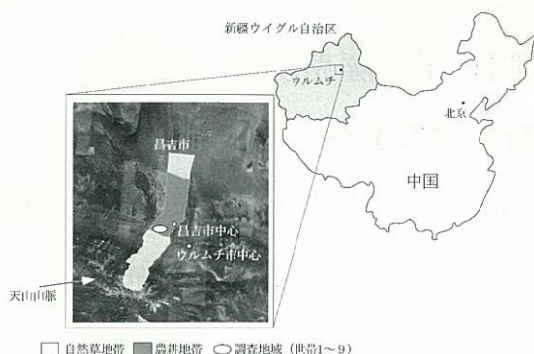 新疆ウイグル自治区
ウルムチ
北京
中国
昌吉市
昌吉市中心
ウルムチ市中心
天山山脈
自然草地帯 農耕地帯 調査地域(世帯1~9)